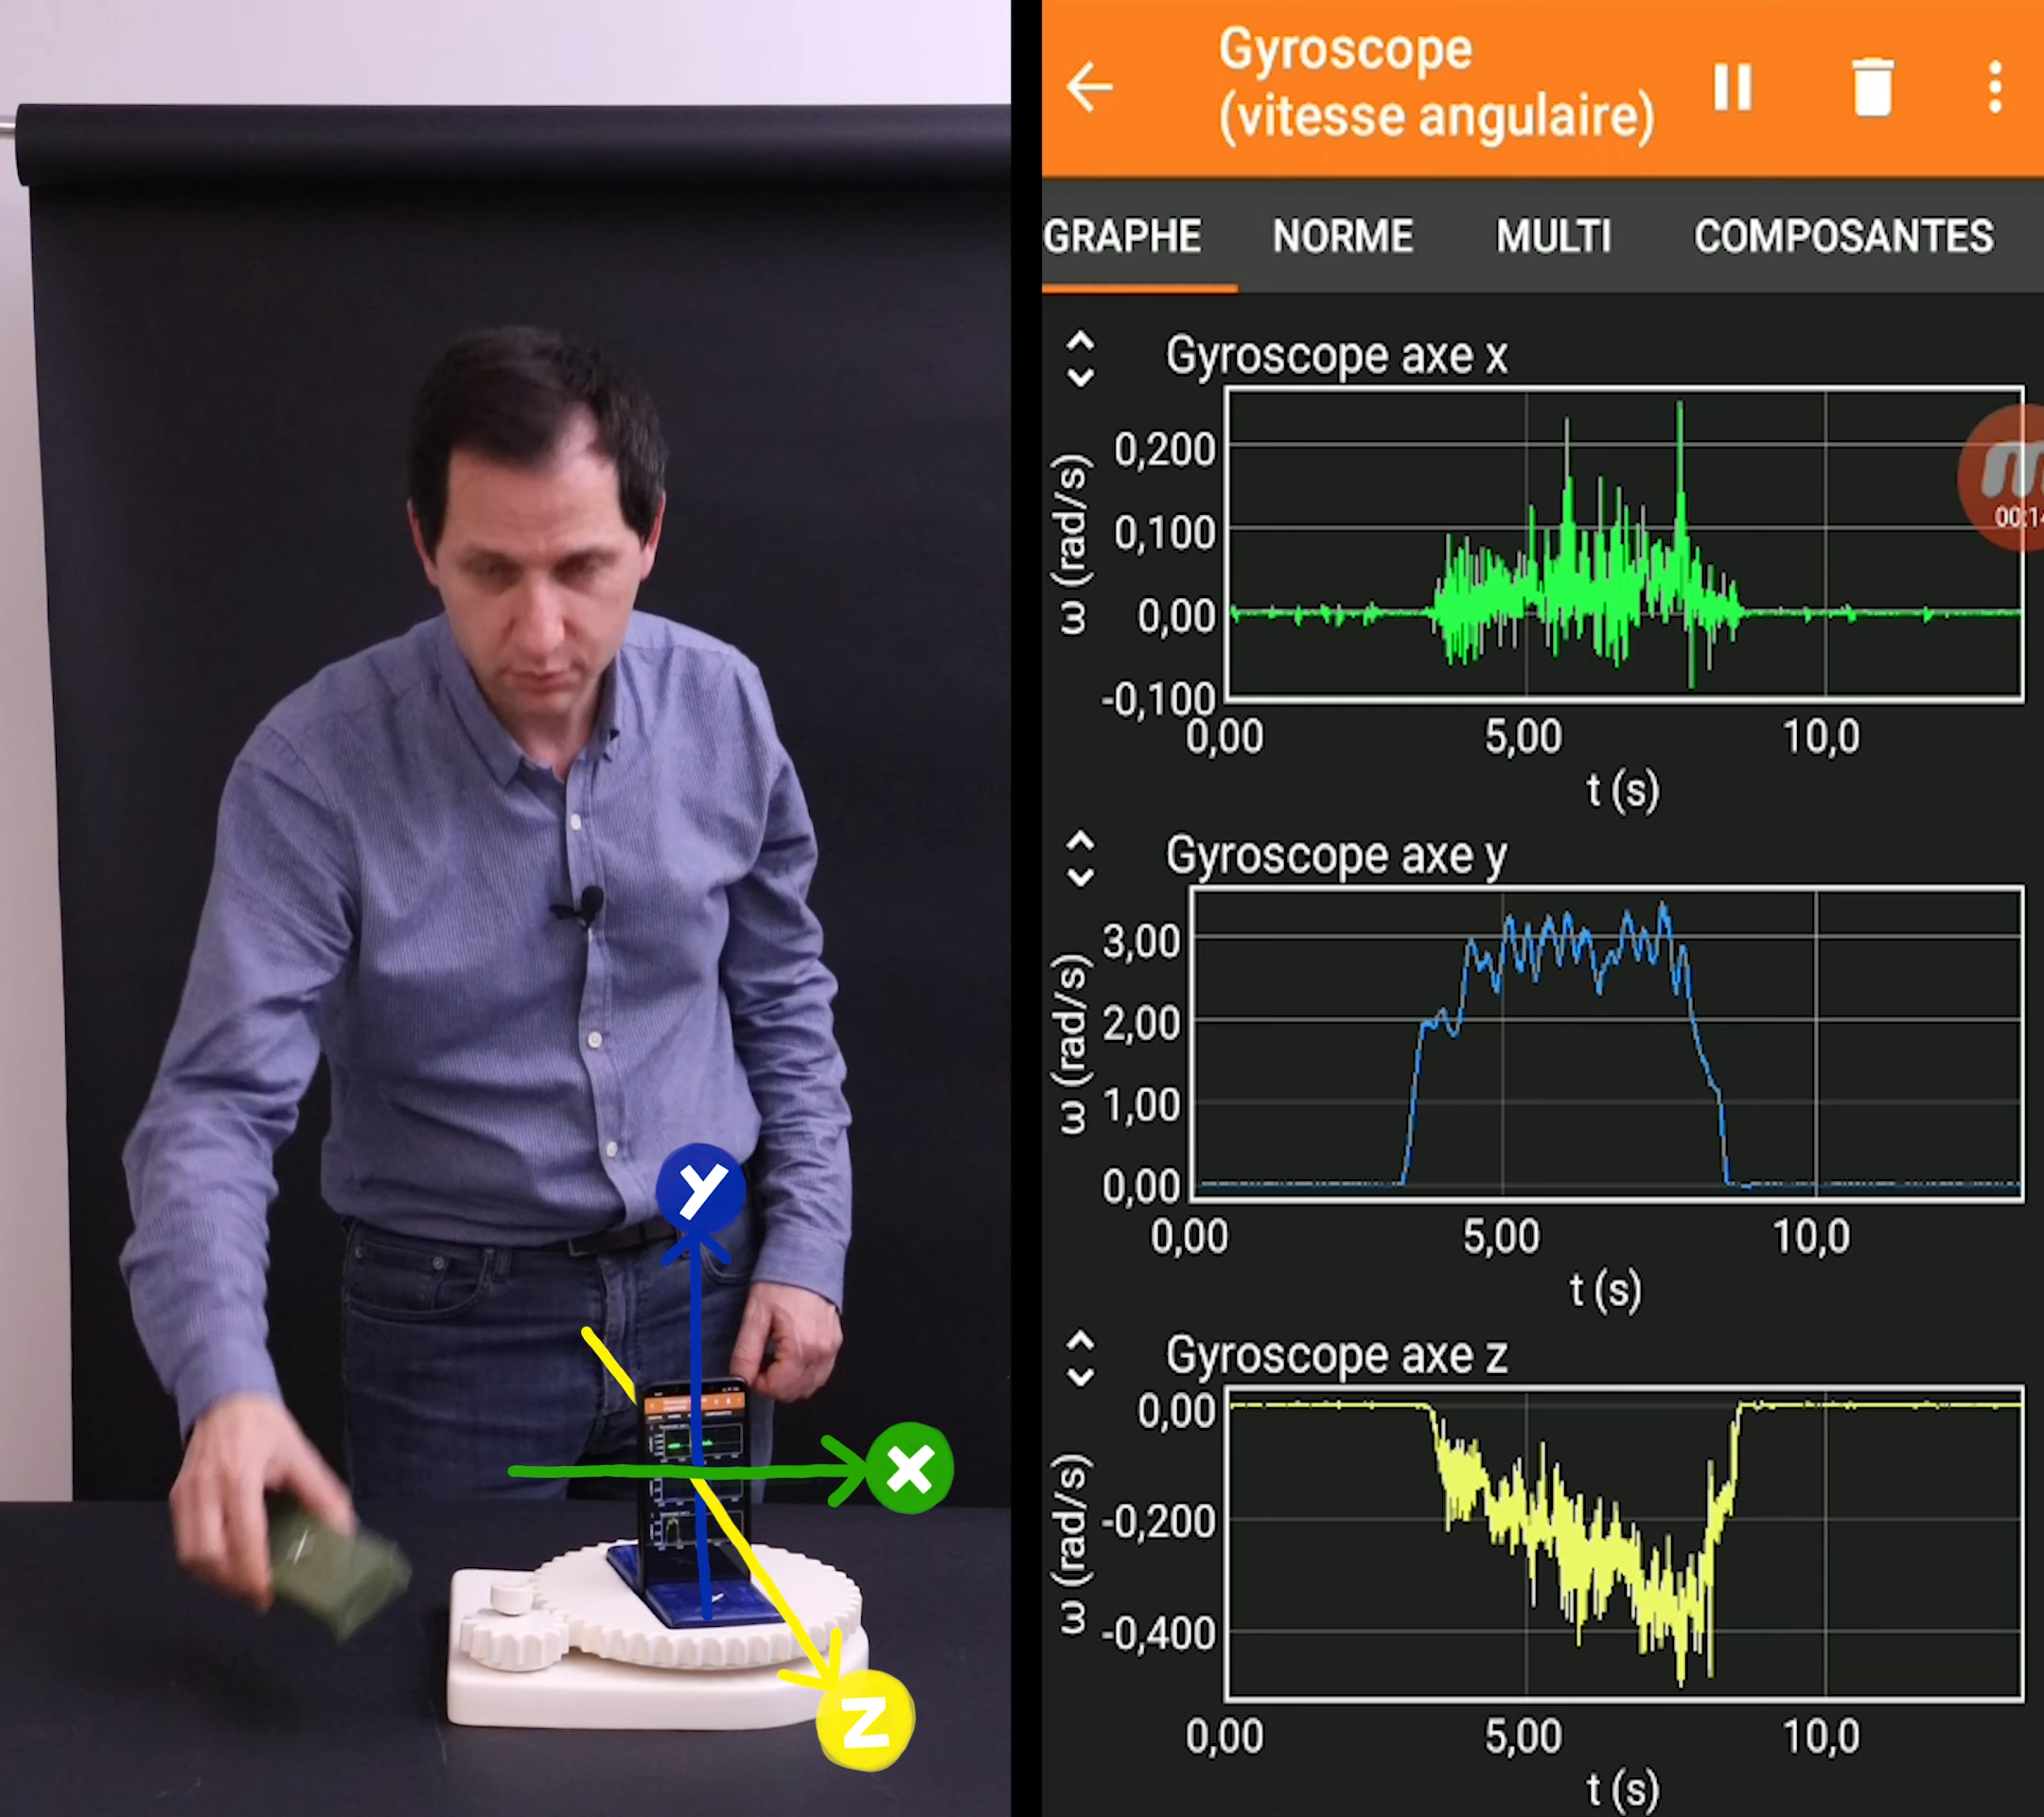 Gyroscope
(vitesse angulaire)
GRAPHE NORME MULTI COMPOSANTES
Gyroscope axe x
ω (rad/s)
0,200
0,100
0,00
-0,100
0,00 5,00 10,0
t (s)
00:14
Gyroscope axe y
ω (rad/s)
3,00
2,00
1,00
0,00
0,00 5,00 10,0
t (s)
Gyroscope axe z
ω (rad/s)
0,00
-0,200
-0,400
0,00 5,00 10,0
t (s)
Y
X
Z